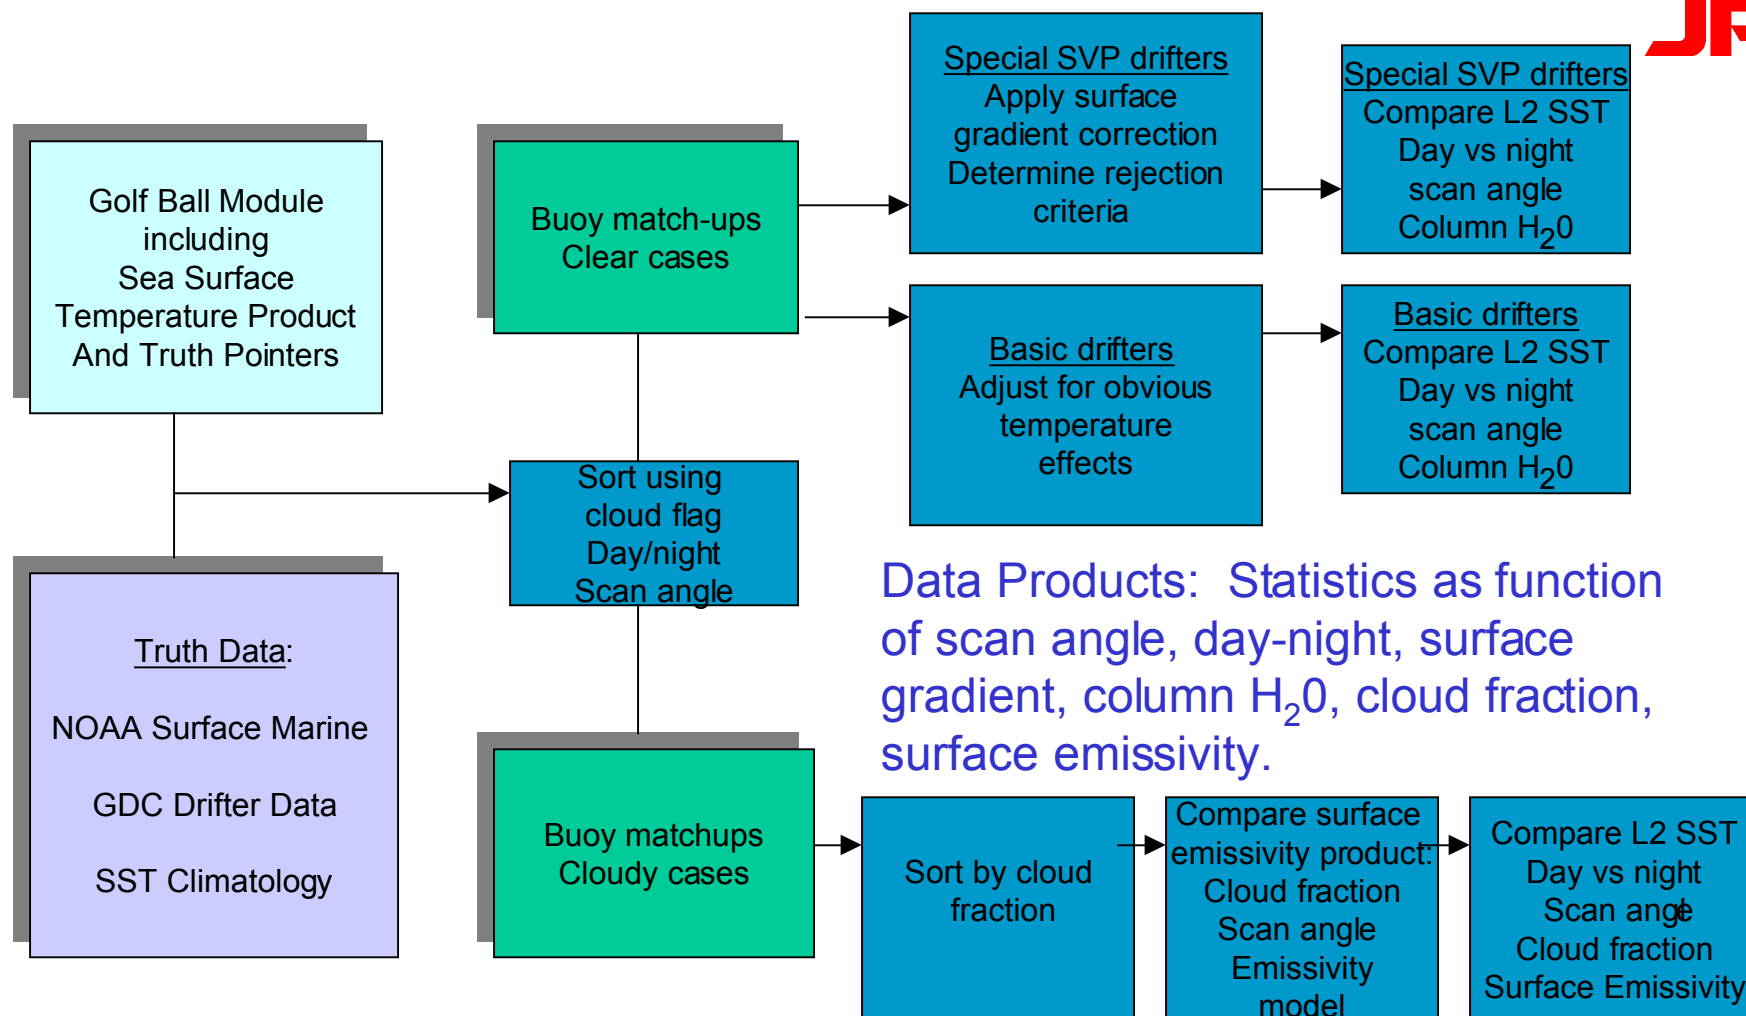 Golf Ball Module
including
Sea Surface
Temperature Product
And Truth Pointers
Truth Data:
NOAA Surface Marine
GDC Drifter Data
SST Climatology
Buoy match-ups
Clear cases
Sort using
cloud flag
Day/night
Scan angle
Buoy matchups
Cloudy cases
Special SVP drifters
Apply surface
gradient correction
Determine rejection
criteria
Special SVP drifters
Compare L2 SST
Day vs night
scan angle
Column H20
Basic drifters
Adjust for obvious
temperature
effects
Basic drifters
Compare L2 SST
Day vs night
scan angle
Column H20
Data Products: Statistics as function
of scan angle, day-night, surface
gradient, column H20, cloud fraction,
surface emissivity.
Sort by cloud
fraction
Compare surface
emissivity product:
Cloud fraction
Scan angle
Emissivity
model
Compare L2 SST
Day vs night
Scan angle
Cloud fraction
Surface Emissivity